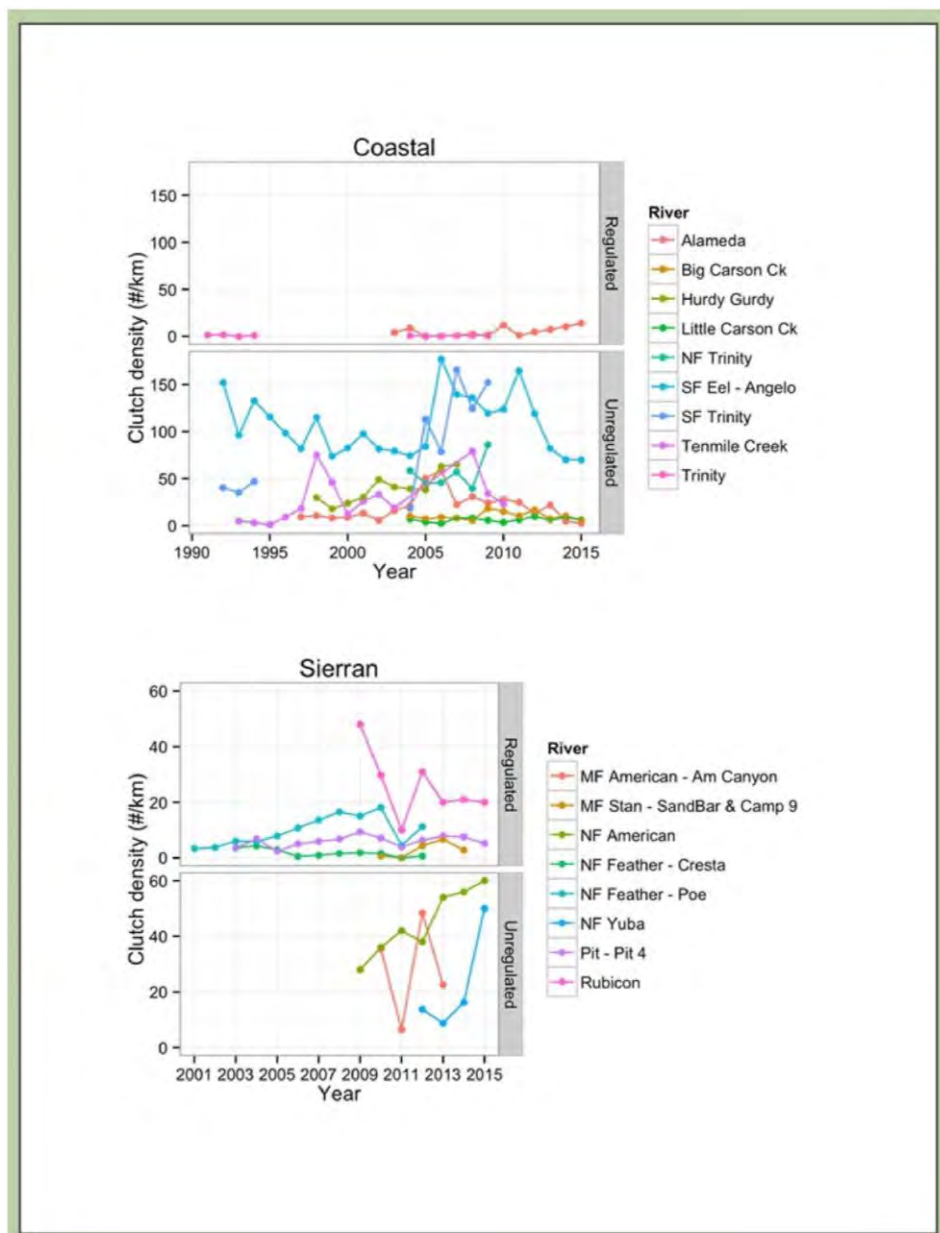 Coastal
150
100
50
0
Regulated
150
100
50
0
Unregulated
Clutch density (#/km)
1990
1995
2000
2005
2010
2015
Year
River
Alameda
Big Carson Ck
Hurdy Gurdy
Little Carson Ck
NF Trinity
SF Eel - Angelo
SF Trinity
Tenmile Creek
Trinity
Sierran
60
40
20
0
Regulated
60
40
20
0
Unregulated
Clutch density (#/km)
2001
2003
2005
2007
2009
2011
2013
2015
Year
River
MF American - Am Canyon
MF Stan - SandBar & Camp 9
NF American
NF Feather - Cresta
NF Feather - Poe
NF Yuba
Pit - Pit 4
Rubicon